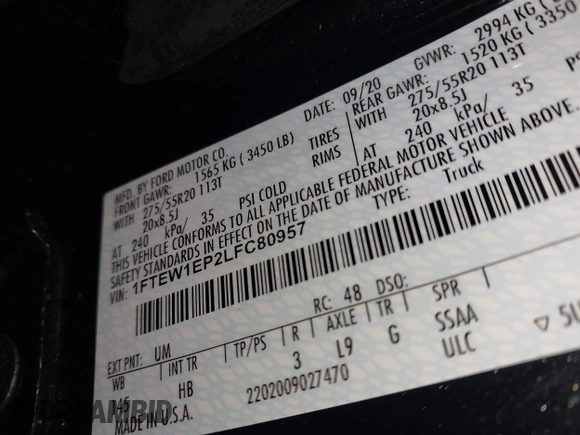 MFD. BY FORD MOTOR CO.
DATE: 09/20
GVWR: 2994 KG (
FRONT GAWR: 1565 KG ( 3450 LB)
REAR GAWR: 1520 KG ( 3350
WITH 275/55R20 113T TIRES
WITH 275/55R20 113T
20x8.5J RIMS
20x8.5J
AT 240 kPa/ 35 PSI COLD
AT 240 kPa/ 35 PS
THIS VEHICLE CONFORMS TO ALL APPLICABLE FEDERAL MOTOR VEHICLE
SAFETY STANDARDS IN EFFECT ON THE DATE OF MANUFACTURE SHOWN ABOVE.
VIN: 1FTEW1EP2LFC80957
TYPE: Truck
EXT PNT: UM RC: 48 DSO:
WB INT TR TP/PS R AXLE TR SPR
145 HB 3 L9 G SSAA
ULC
2202009027470
MADE IN U.S.A.